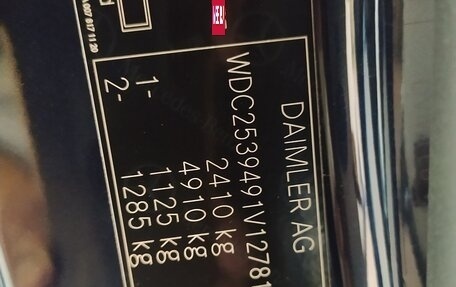 DAIMLER AG
WDC2539491V12781
2410 kg
4910 kg
1- 1125 kg
2- 1285 kg